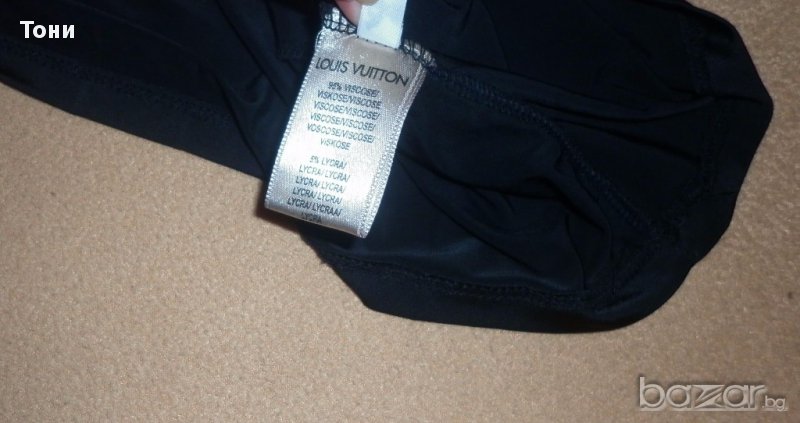 Тони
LOUIS VUITTON
95% VISCOSE/
VISKOSE/VISCOSE
VISCOSE/VISCOSE
VISCOSE/VISCOSE/
VOSCOSE/VISCOSE/
VISKOSE
5% LYCRA/
LYCRA/ LYCRA/
LYCRA/ LYCRA/
LYCRA/ LYCRA/
LYCRA/ LYCRAA/
LYCRA
bazar.bg